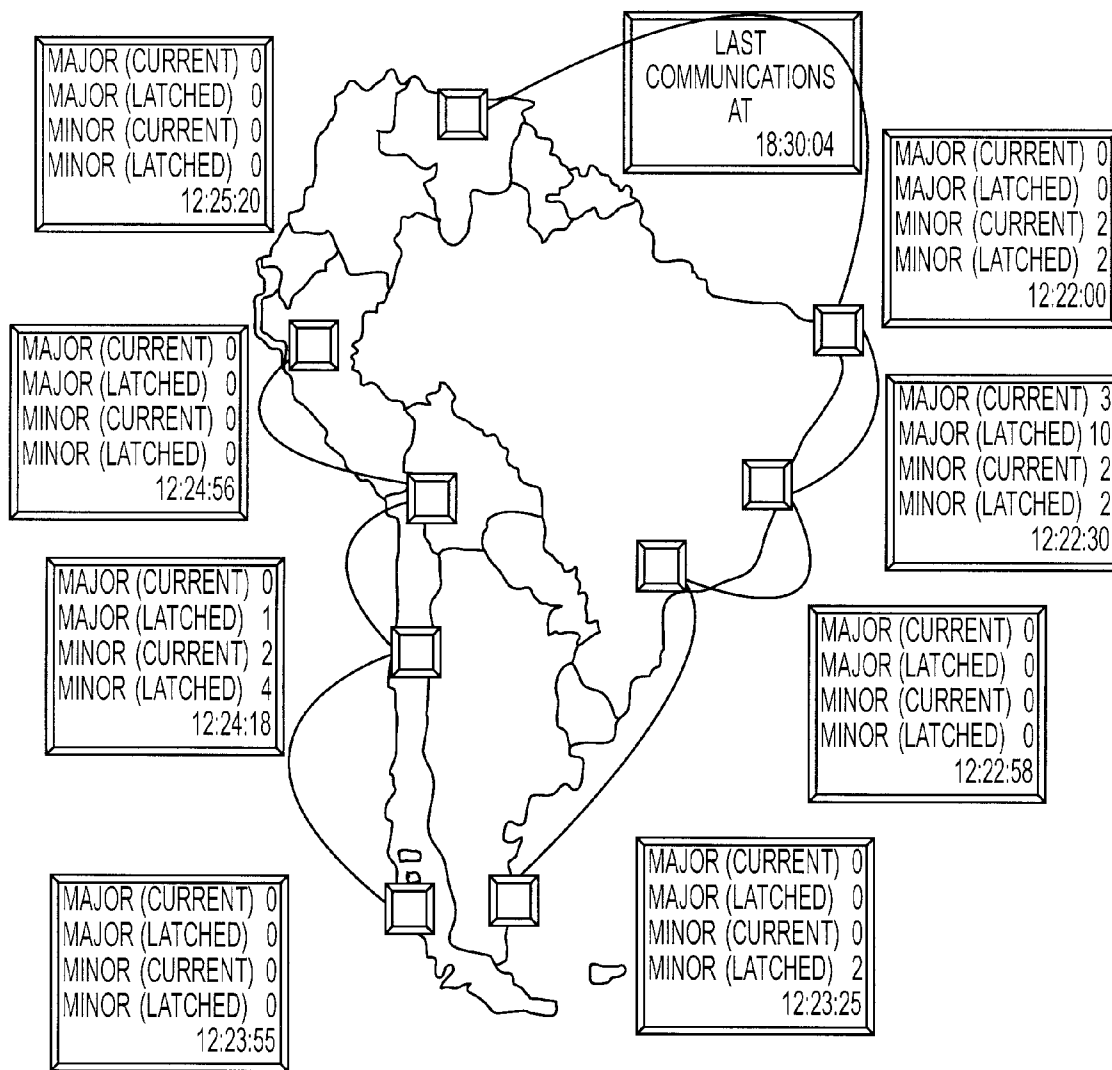 MAJOR (CURRENT) 0
MAJOR (LATCHED) 0
MINOR (CURRENT) 0
MINOR (LATCHED) 0
12:25:20
LAST
COMMUNICATIONS
AT
18:30:04
MAJOR (CURRENT) 0
MAJOR (LATCHED) 0
MINOR (CURRENT) 2
MINOR (LATCHED) 2
12:22:00
MAJOR (CURRENT) 0
MAJOR (LATCHED) 0
MINOR (CURRENT) 0
MINOR (LATCHED) 0
12:24:56
MAJOR (CURRENT) 3
MAJOR (LATCHED) 10
MINOR (CURRENT) 2
MINOR (LATCHED) 2
12:22:30
MAJOR (CURRENT) 0
MAJOR (LATCHED) 1
MINOR (CURRENT) 2
MINOR (LATCHED) 4
12:24:18
MAJOR (CURRENT) 0
MAJOR (LATCHED) 0
MINOR (CURRENT) 0
MINOR (LATCHED) 0
12:22:58
MAJOR (CURRENT) 0
MAJOR (LATCHED) 0
MINOR (CURRENT) 0
MINOR (LATCHED) 0
12:23:55
MAJOR (CURRENT) 0
MAJOR (LATCHED) 0
MINOR (CURRENT) 0
MINOR (LATCHED) 2
12:23:25